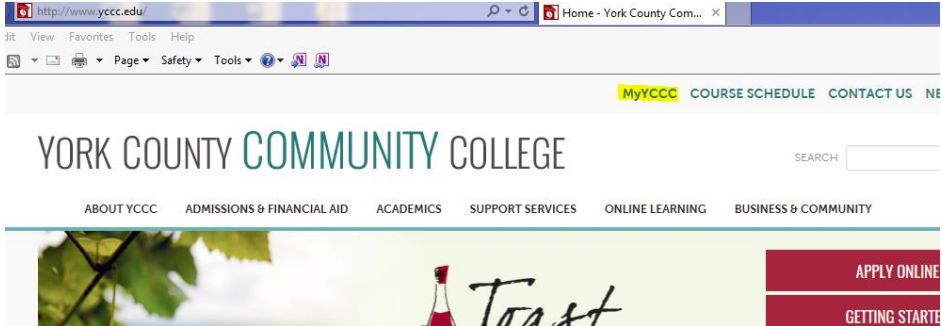 http://www.yccc.edu/
Home - York County Com...
View Favorites Tools Help
Page Safety Tools
MyYCCC COURSE SCHEDULE CONTACT US
YORK COUNTY COMMUNITY COLLEGE
SEARCH
ABOUT YCCC ADMISSIONS & FINANCIAL AID ACADEMICS SUPPORT SERVICES ONLINE LEARNING BUSINESS & COMMUNITY
Toast
APPLY ONLINE
GETTING STARTE